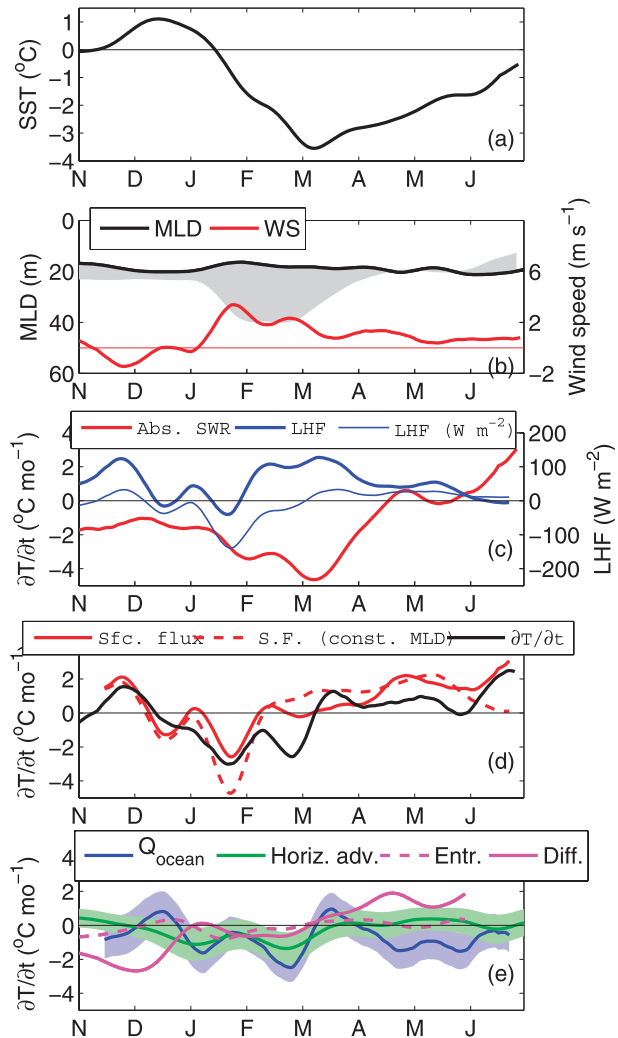 1
0
−1
−2
−3
−4
SST (°C)
(a)
N D J F M A M J
MLD WS
0
20
40
60
MLD (m)
6
2
−2
Wind speed (m s⁻¹)
(b)
N D J F M A M J
Abs. SWR LHF LHF (W m⁻²)
4
2
0
−2
−4
∂T/∂t (°C mo⁻¹)
200
100
0
−100
−200
LHF (W m⁻²)
(c)
N D J F M A M J
Sfc. flux S.F. (const. MLD) ∂T/∂t
2
0
−2
−4
∂T/∂t (°C mo⁻¹)
(d)
N D J F M A M J
Qocean Horiz. adv. Entr. Diff.
4
2
0
−2
−4
∂T/∂t (°C mo⁻¹)
(e)
N D J F M A M J